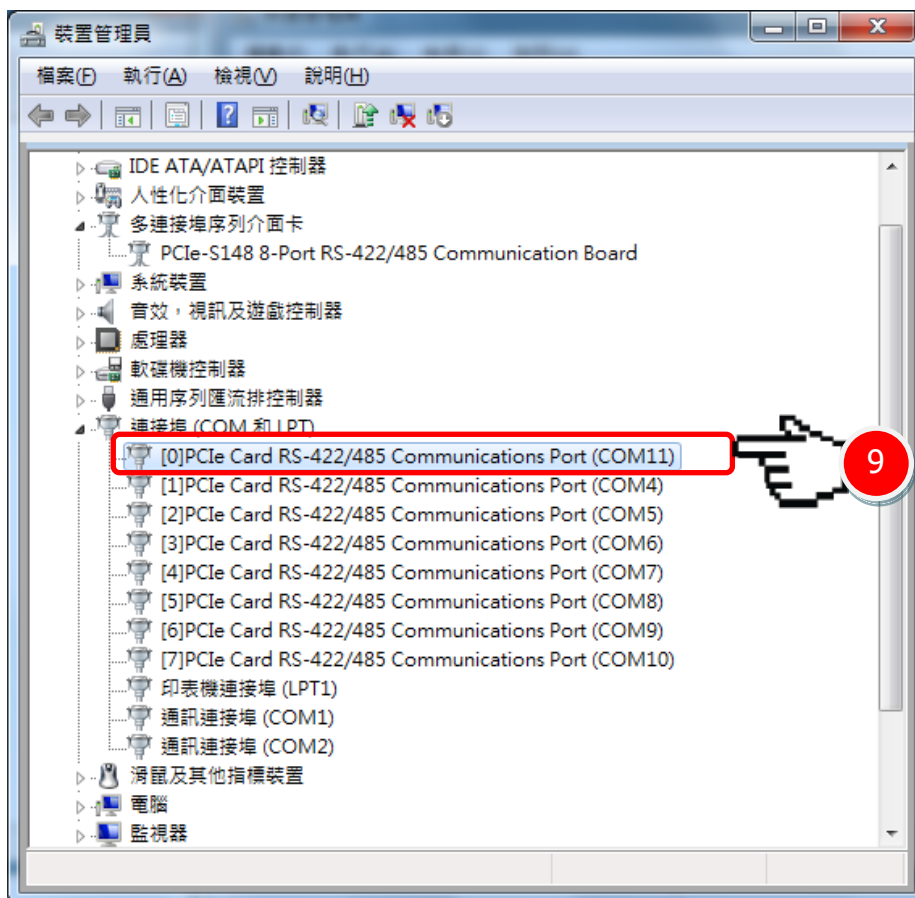 裝置管理員
檔案(F) 執行(A) 檢視(V) 說明(H)
IDE ATA/ATAPI 控制器
人性化介面裝置
多連接埠序列介面卡
PCIe-S148 8-Port RS-422/485 Communication Board
系統裝置
音效，視訊及遊戲控制器
處理器
軟碟機控制器
通用序列匯流排控制器
連接埠 (COM 和 LPT)
[0]PCIe Card RS-422/485 Communications Port (COM11)
9
[1]PCIe Card RS-422/485 Communications Port (COM4)
[2]PCIe Card RS-422/485 Communications Port (COM5)
[3]PCIe Card RS-422/485 Communications Port (COM6)
[4]PCIe Card RS-422/485 Communications Port (COM7)
[5]PCIe Card RS-422/485 Communications Port (COM8)
[6]PCIe Card RS-422/485 Communications Port (COM9)
[7]PCIe Card RS-422/485 Communications Port (COM10)
印表機連接埠 (LPT1)
通訊連接埠 (COM1)
通訊連接埠 (COM2)
滑鼠及其他指標裝置
電腦
監視器